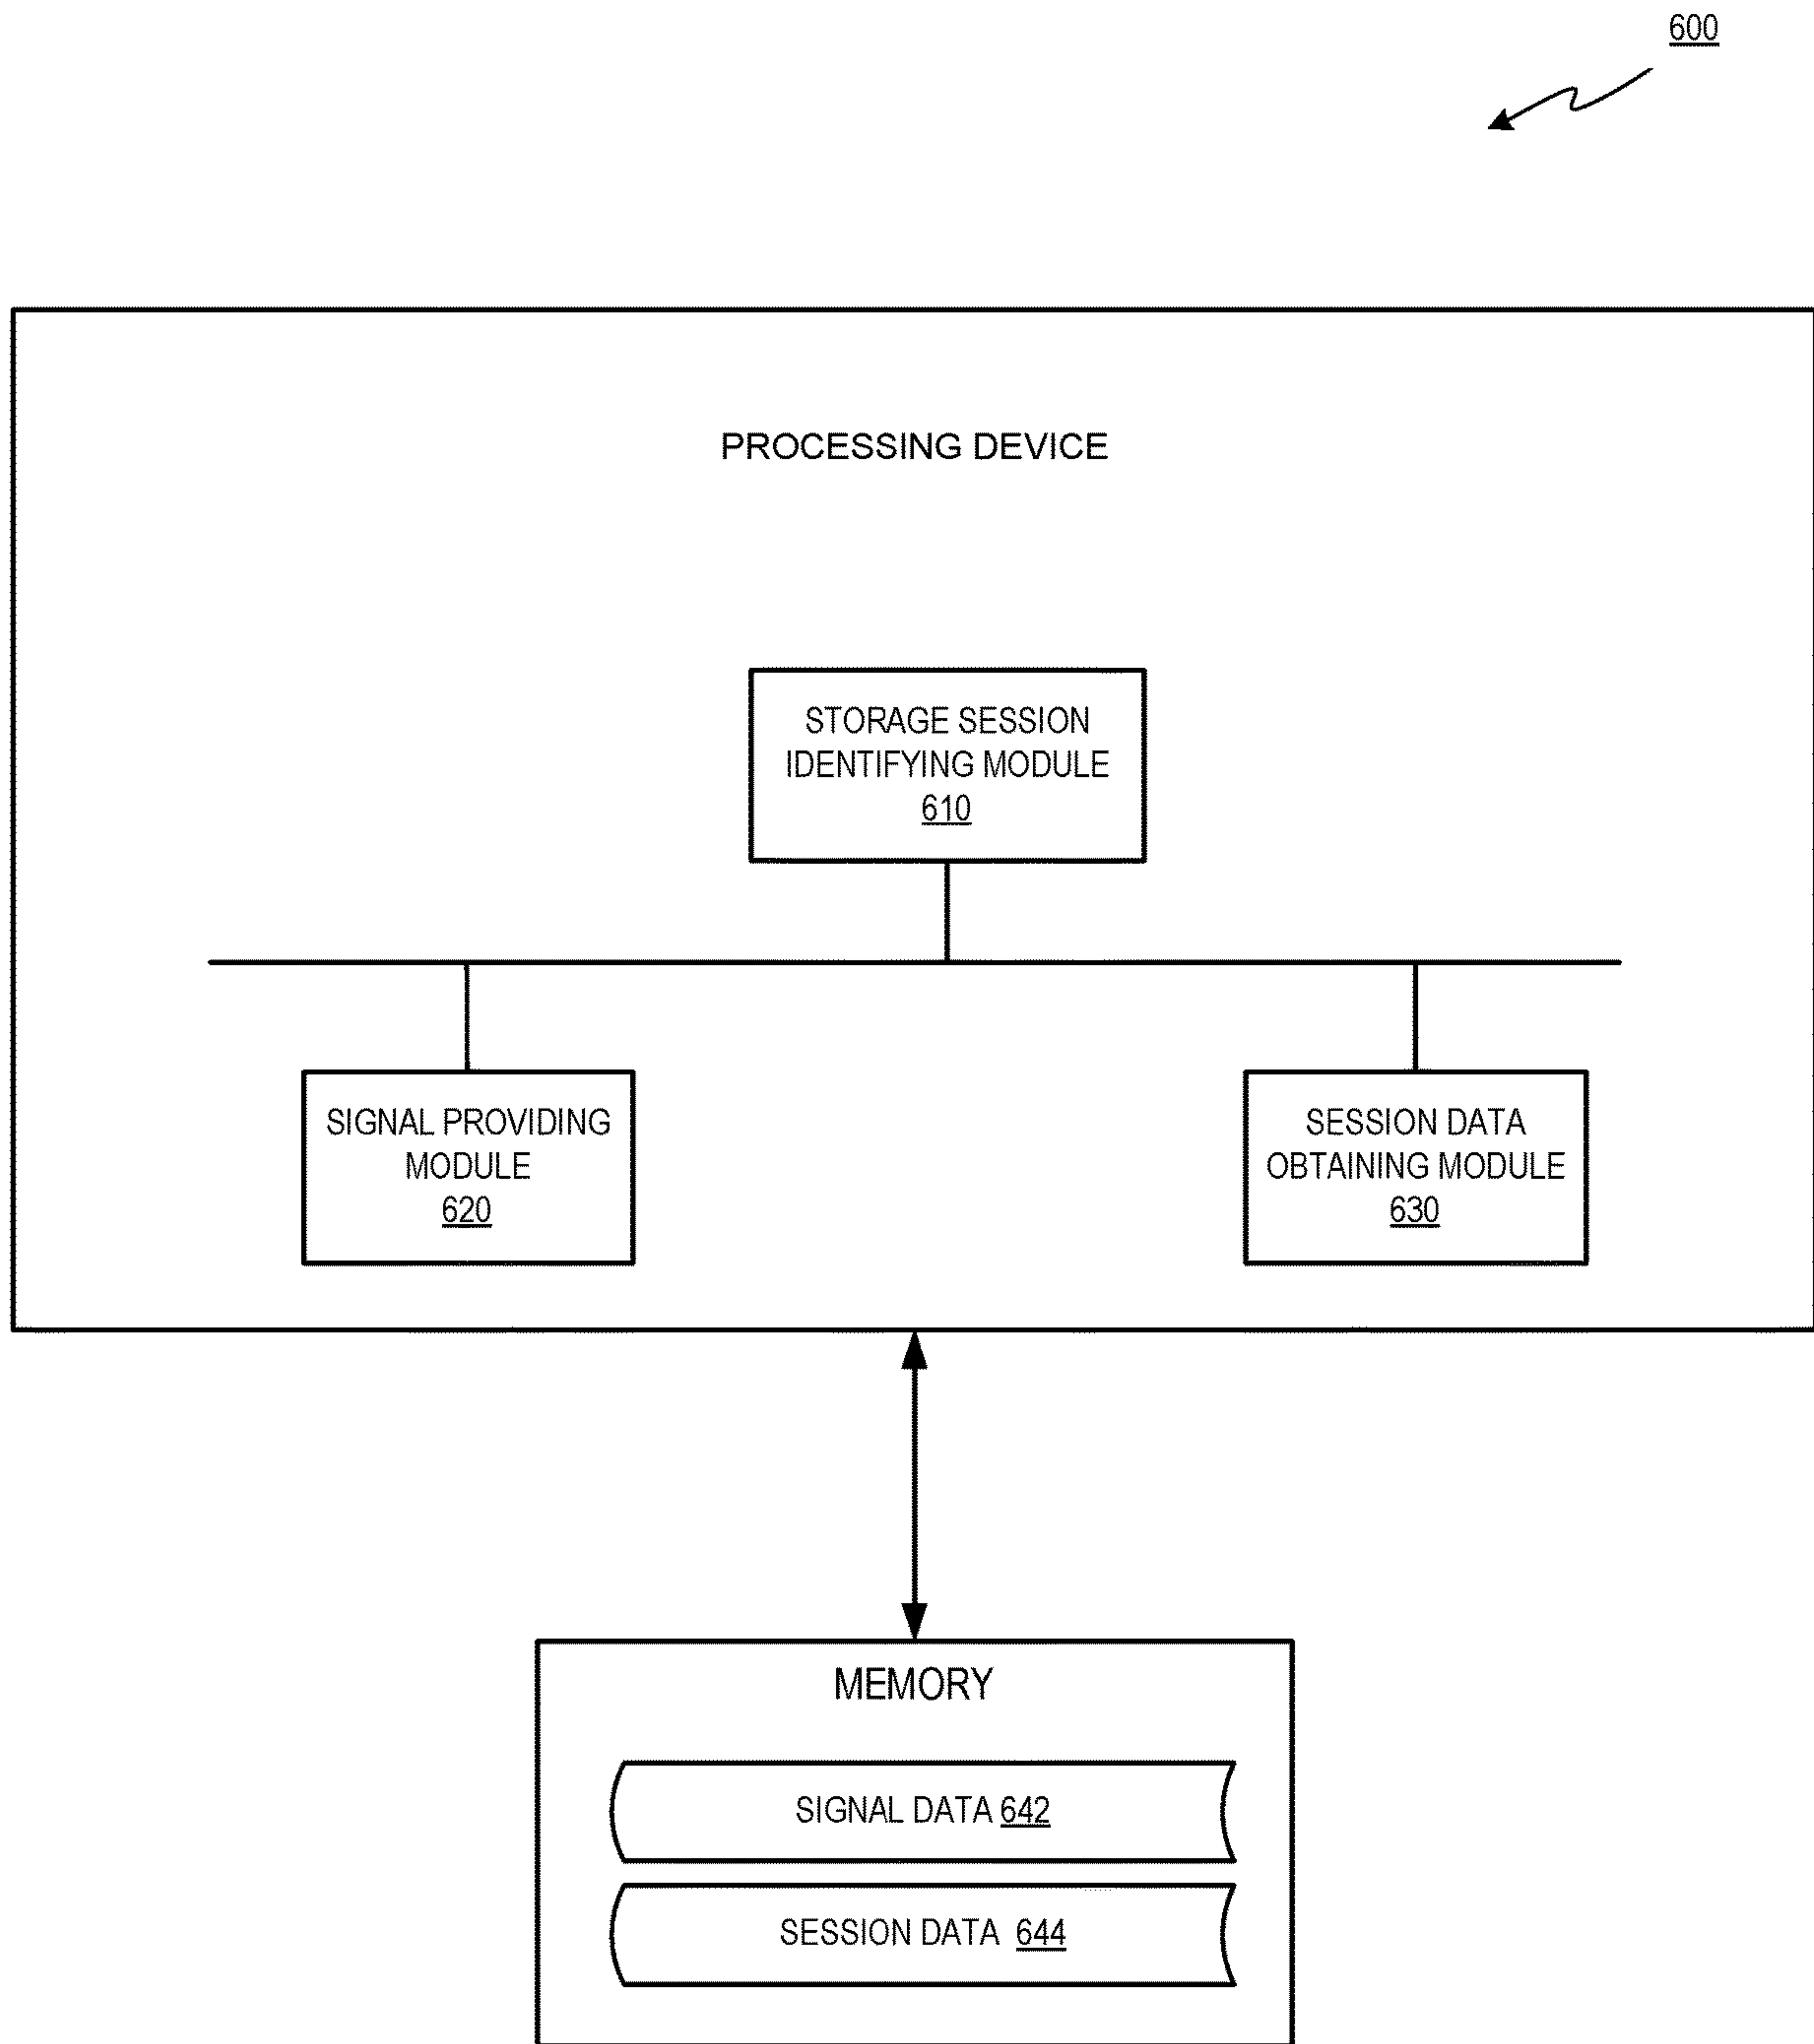 600
PROCESSING DEVICE
STORAGE SESSION
IDENTIFYING MODULE
610
SIGNAL PROVIDING
MODULE
620
SESSION DATA
OBTAINING MODULE
630
MEMORY
SIGNAL DATA 642
SESSION DATA 644